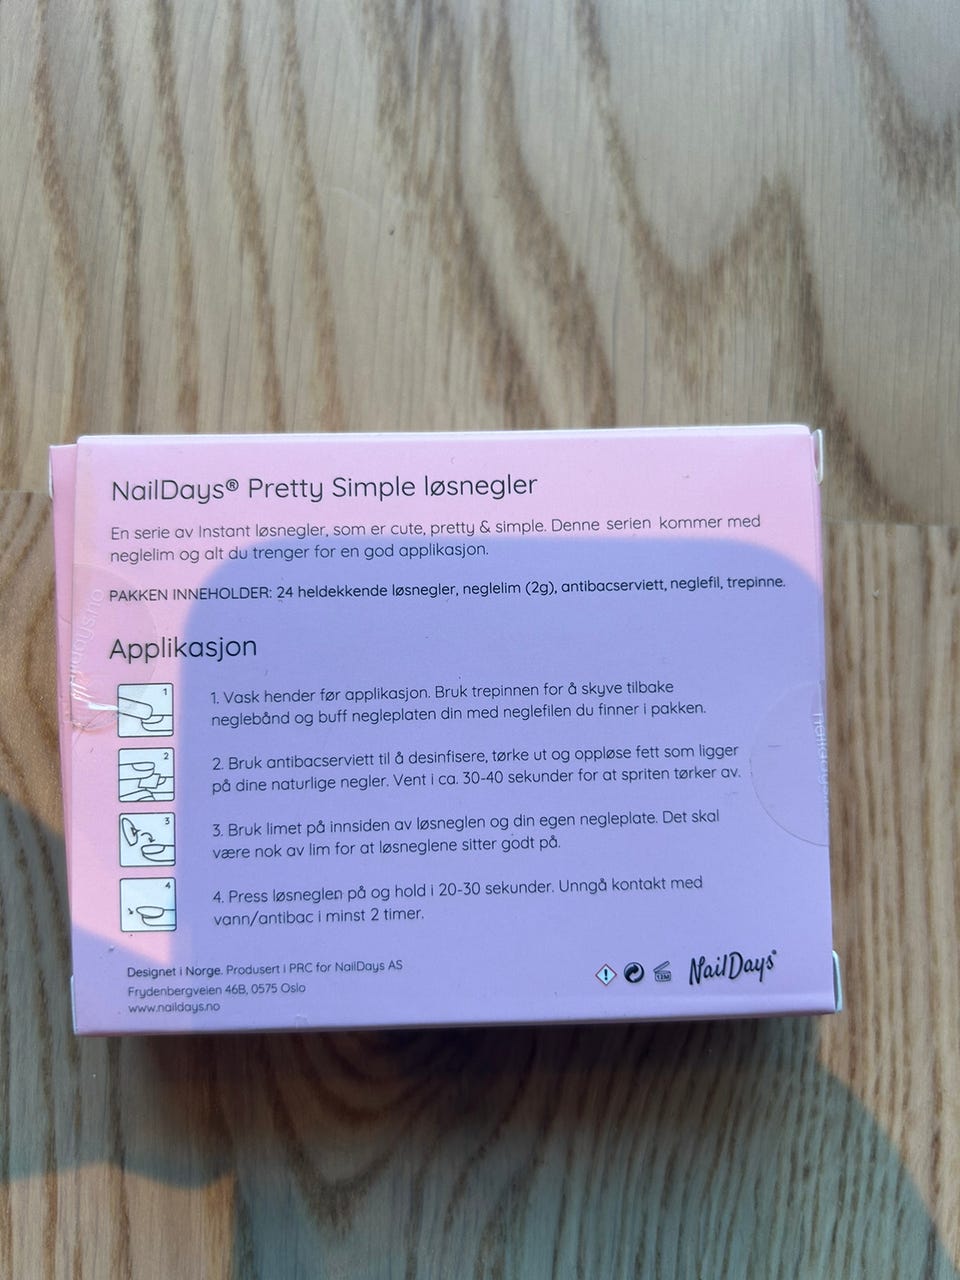 NailDays® Pretty Simple løsnegler
En serie av Instant løsnegler, som er cute, pretty & simple. Denne serien kommer med
neglelim og alt du trenger for en god applikasjon.
PAKKEN INNEHOLDER: 24 heldekkende løsnegler, neglelim (2g), antibacserviett, neglefil, trepinne.
Applikasjon
1
1. Vask hender før applikasjon. Bruk trepinnen for å skyve tilbake
neglebånd og buff negleplaten din med neglefilen du finner i pakken.
2
2. Bruk antibacserviett til å desinfisere, tørke ut og oppløse fett som ligger
på dine naturlige negler. Vent i ca. 30-40 sekunder for at spriten tørker av.
3
3. Bruk limet på innsiden av løsneglen og din egen negleplate. Det skal
være nok av lim for at løsneglene sitter godt på.
4
4. Press løsneglen på og hold i 20-30 sekunder. Unngå kontakt med
vann/antibac i minst 2 timer.
Designet i Norge. Produsert i PRC for NailDays AS
Frydenbergveien 46B, 0575 Oslo
www.naildays.no
12M
NailDays®